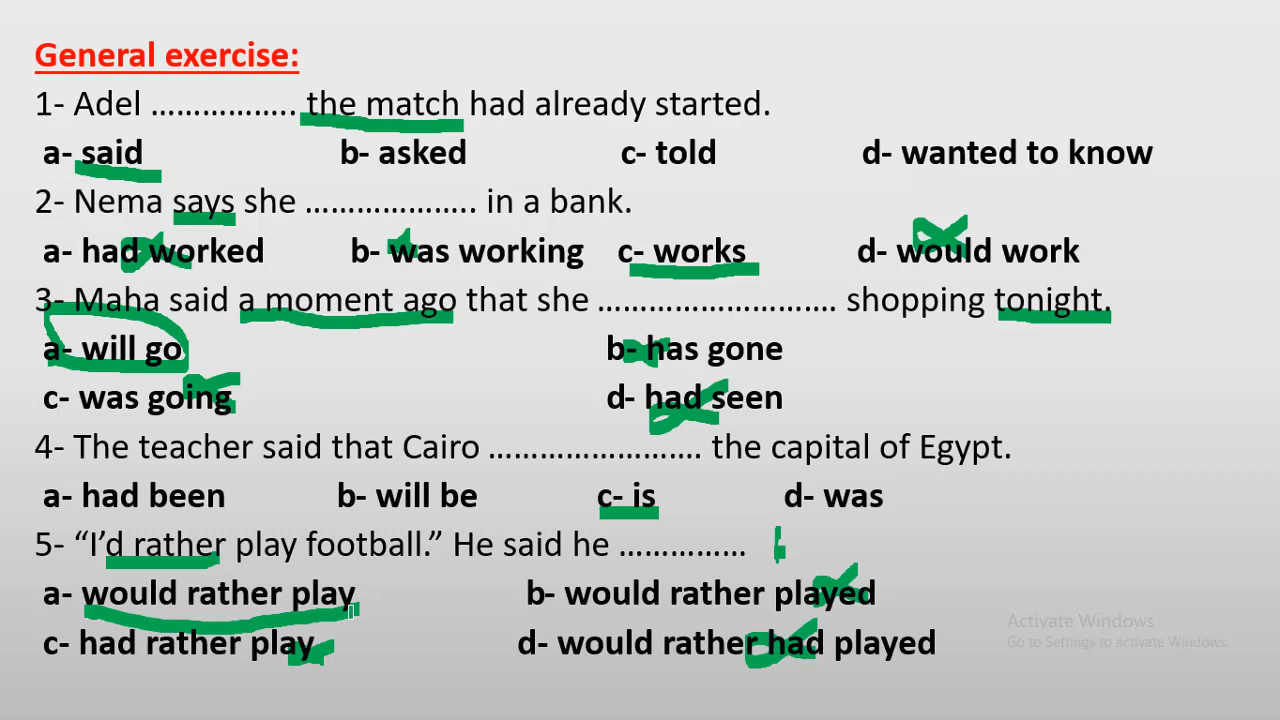 General exercise:
1- Adel ……………. the match had already started.
a- said b- asked c- told d- wanted to know
2- Nema says she ……………….. in a bank.
a- had worked b- was working c- works d- would work
3- Maha said a moment ago that she ………………………. shopping tonight.
a- will go b- has gone
c- was going d- had seen
4- The teacher said that Cairo ……………………. the capital of Egypt.
a- had been b- will be c- is d- was
5- “I’d rather play football.” He said he ……………
a- would rather play b- would rather played
c- had rather play d- would rather had played
Activate Windows
Go to Settings to activate Windows.